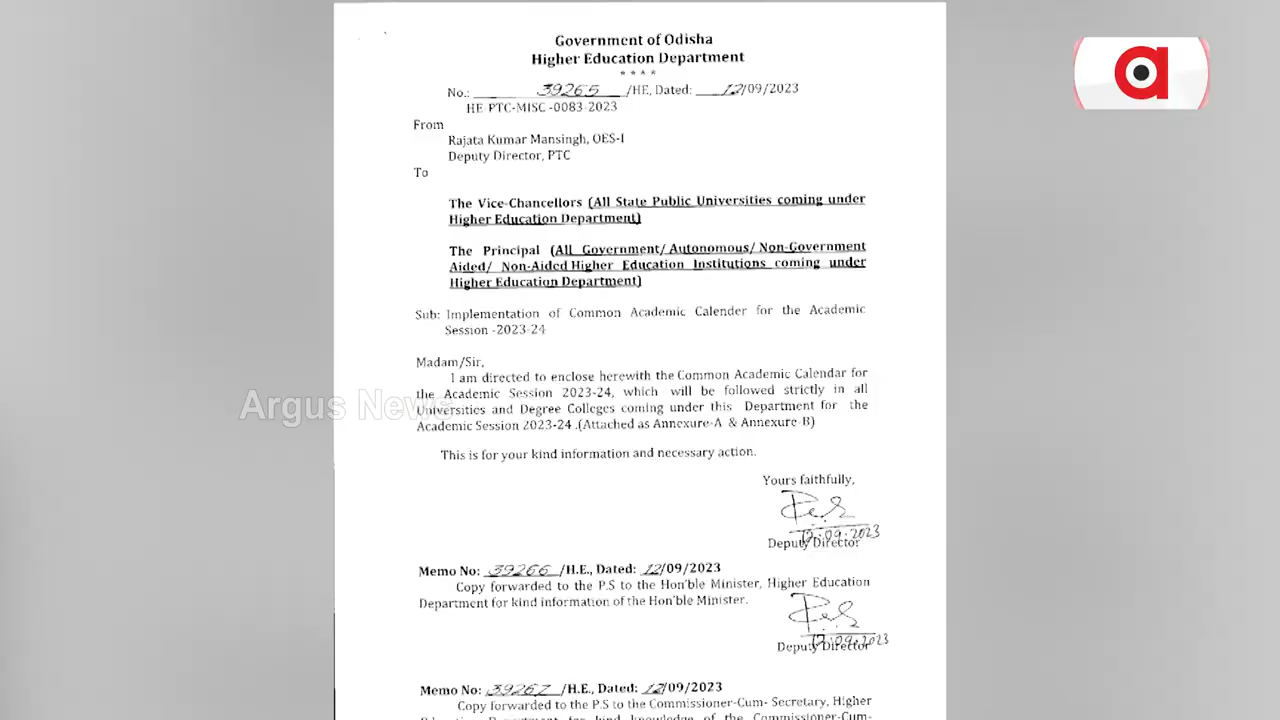 Government of Odisha
Higher Education Department
****
No.: 39265 /HE, Dated: 12/09/2023
HE-PTC-MISC -0083-2023
From
Rajata Kumar Mansingh, OES-I
Deputy Director, PTC
To
The Vice-Chancellors (All State Public Universities coming under
Higher Education Department)
The Principal (All Government/ Autonomous/ Non-Government
Aided/ Non-Aided Higher Education Institutions coming under
Higher Education Department)
Sub: Implementation of Common Academic Calender for the Academic
Session -2023-24
Madam/Sir,
I am directed to enclose herewith the Common Academic Calendar for
the Academic Session 2023-24, which will be followed strictly in all
Universities and Degree Colleges coming under this Department for the
Academic Session 2023-24 .(Attached as Annexure-A & Annexure-B)
This is for your kind information and necessary action.
Yours faithfully,
12.09.2023
Deputy Director
Memo No: 39266 /H.E., Dated: 12/09/2023
Copy forwarded to the P.S to the Hon'ble Minister, Higher Education
Department for kind information of the Hon'ble Minister.
12.09.2023
Deputy Director
Memo No: 39267 /H.E., Dated: 12/09/2023
Copy forwarded to the P.S to the Commissioner-Cum- Secretary, Higher
Education Department for kind knowledge of the Commissioner-Cum-
Argus News
a